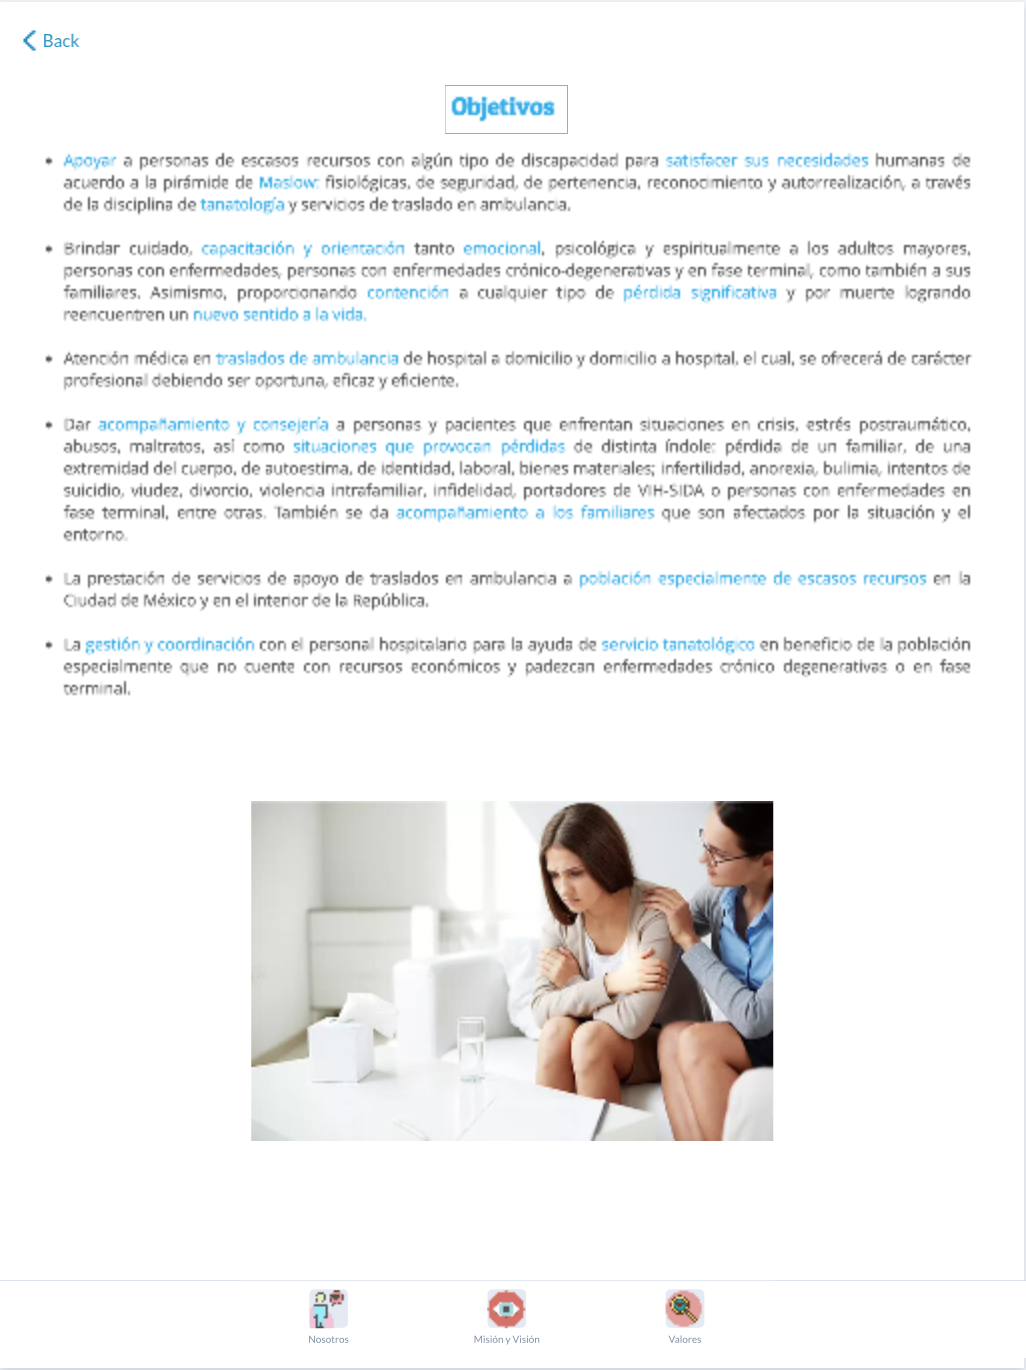 Back
Objetivos
• Apoyar a personas de escasos recursos con algún tipo de discapacidad para satisfacer sus necesidades humanas de
acuerdo a la pirámide de Maslow: fisiológicas, de seguridad, de pertenencia, reconocimiento y autorrealización, a través
de la disciplina de tanatología y servicios de traslado en ambulancia.
• Brindar cuidado, capacitación y orientación tanto emocional, psicológica y espiritualmente a los adultos mayores,
personas con enfermedades, personas con enfermedades crónico-degenerativas y en fase terminal, como también a sus
familiares. Asimismo, proporcionando contención a cualquier tipo de pérdida significativa y por muerte logrando
reencuentren un nuevo sentido a la vida.
• Atención médica en traslados de ambulancia de hospital a domicilio y domicilio a hospital, el cual, se ofrecerá de carácter
profesional debiendo ser oportuna, eficaz y eficiente.
• Dar acompañamiento y consejería a personas y pacientes que enfrentan situaciones en crisis, estrés postraumático,
abusos, maltratos, así como situaciones que provocan pérdidas de distinta índole: pérdida de un familiar, de una
extremidad del cuerpo, de autoestima, de identidad, laboral, bienes materiales; infertilidad, anorexia, bulimia, intentos de
suicidio, viudez, divorcio, violencia intrafamiliar, infidelidad, portadores de VIH-SIDA o personas con enfermedades en
fase terminal, entre otras. También se da acompañamiento a los familiares que son afectados por la situación y el
entorno.
• La prestación de servicios de apoyo de traslados en ambulancia a población especialmente de escasos recursos en la
Ciudad de México y en el interior de la República.
• La gestión y coordinación con el personal hospitalario para la ayuda de servicio tanatológico en beneficio de la población
especialmente que no cuente con recursos económicos y padezcan enfermedades crónico degenerativas o en fase
terminal.
Nosotros
Misión y Visión
Valores